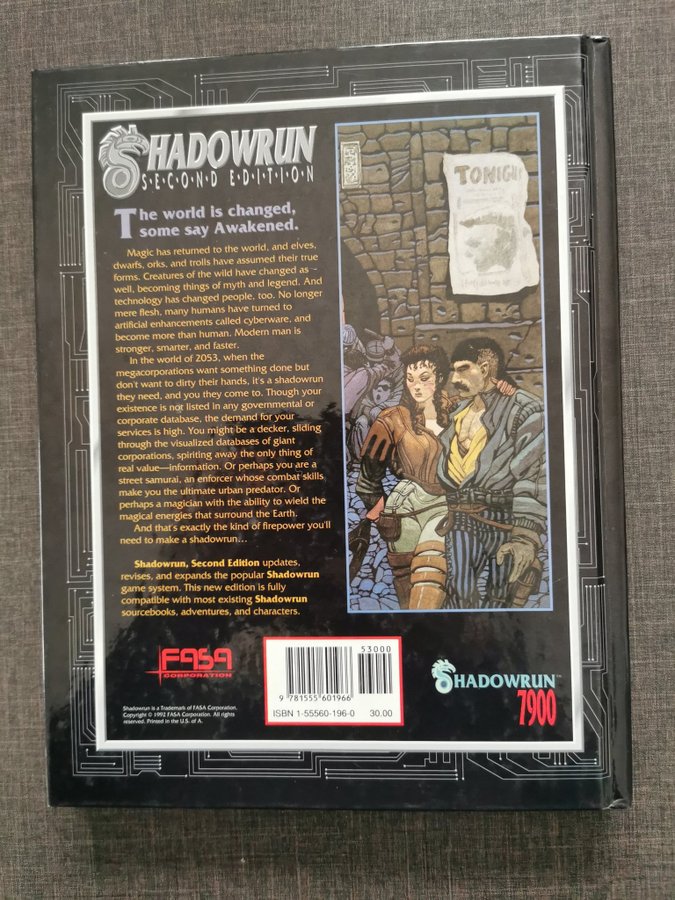 SHADOWRUN
SECOND EDITION
The world is changed,
some say Awakened.
Magic has returned to the world, and elves,
dwarfs, orks, and trolls have assumed their true
forms. Creatures of the wild have changed as
well, becoming things of myth and legend. And
technology has changed people, too. No longer
mere flesh, many humans have turned to
artificial enhancements called cyberware, and
become more than human. Modern man is
stronger, smarter, and faster.
In the world of 2053, when the
megacorporations want something done but
don't want to dirty their hands, it's a shadowrun
they need, and you they come to. Though your
existence is not listed in any governmental or
corporate database, the demand for your
services is high. You might be a decker, sliding
through the visualized databases of giant
corporations, spiriting away the only thing of
real value—information. Or perhaps you are a
street samurai, an enforcer whose combat skills
make you the ultimate urban predator. Or
perhaps a magician with the ability to wield the
magical energies that surround the Earth.
And that's exactly the kind of firepower you'll
need to make a shadowrun...
Shadowrun, Second Edition updates,
revises, and expands the popular Shadowrun
game system. This new edition is fully
compatible with most existing Shadowrun
sourcebooks, adventures, and characters.
TONIGHT
FASA
CORPORATION
Shadowrun is a Trademark of FASA Corporation.
Copyright © 1992 FASA Corporation. All rights
reserved. Printed in the U.S. of A.
53000
9 781555 601966
ISBN 1-55560-196-0 30.00
SHADOWRUN™
7900